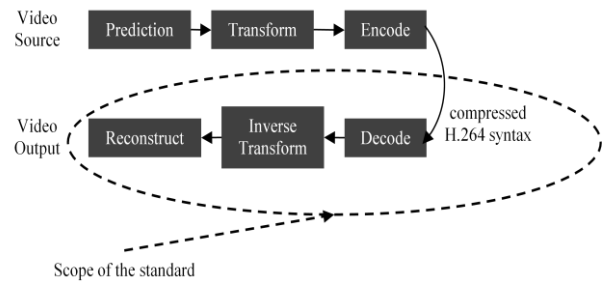 Video
Source
Prediction
Transform
Encode
Video
Output
Reconstruct
Inverse
Transform
Decode
compressed
H.264 syntax
Scope of the standard